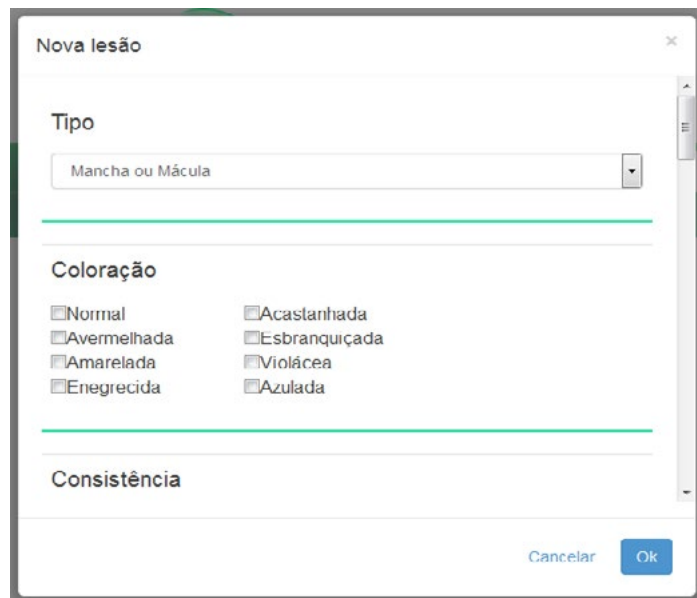 Nova lesão ×
Tipo
Mancha ou Mácula
Coloração
Normal Acastanhada
Avermelhada Esbranquiçada
Amarelada Violácea
Enegrecida Azulada
Consistência
Cancelar Ok